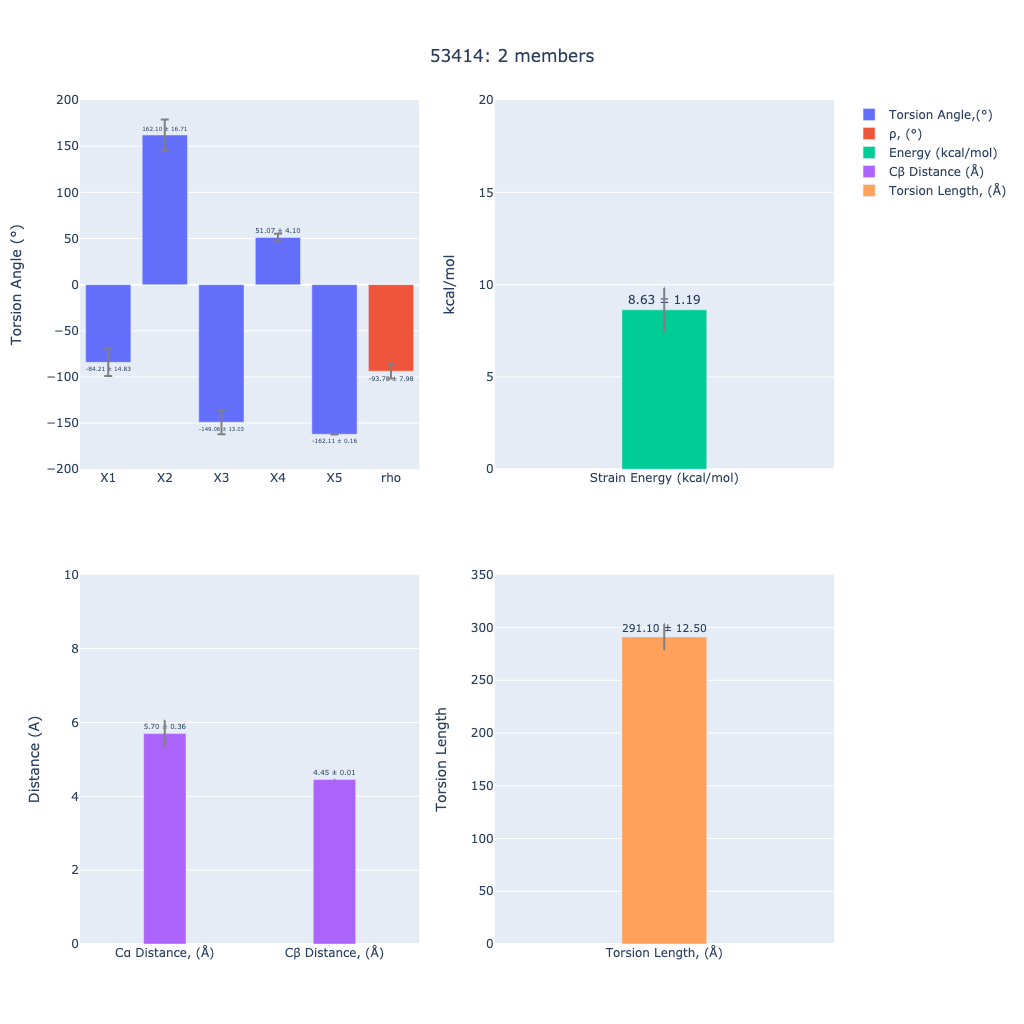 53414: 2 members
Torsion Angle (°)
200
150
100
50
0
−50
−100
−150
−200
-84.21 ± 14.83
162.10 ± 16.71
-149.06 ± 13.03
51.07 ± 4.10
-162.11 ± 0.16
-93.78 ± 7.98
X1 X2 X3 X4 X5 rho
kcal/mol
20
15
10
5
0
8.63 ± 1.19
Strain Energy (kcal/mol)
Torsion Angle,(°)
ρ, (°)
Energy (kcal/mol)
Cβ Distance (Å)
Torsion Length, (Å)
Distance (A)
10
8
6
4
2
0
5.70 ± 0.36
4.45 ± 0.01
Cα Distance, (Å) Cβ Distance, (Å)
Torsion Length
350
300
250
200
150
100
50
0
291.10 ± 12.50
Torsion Length, (Å)